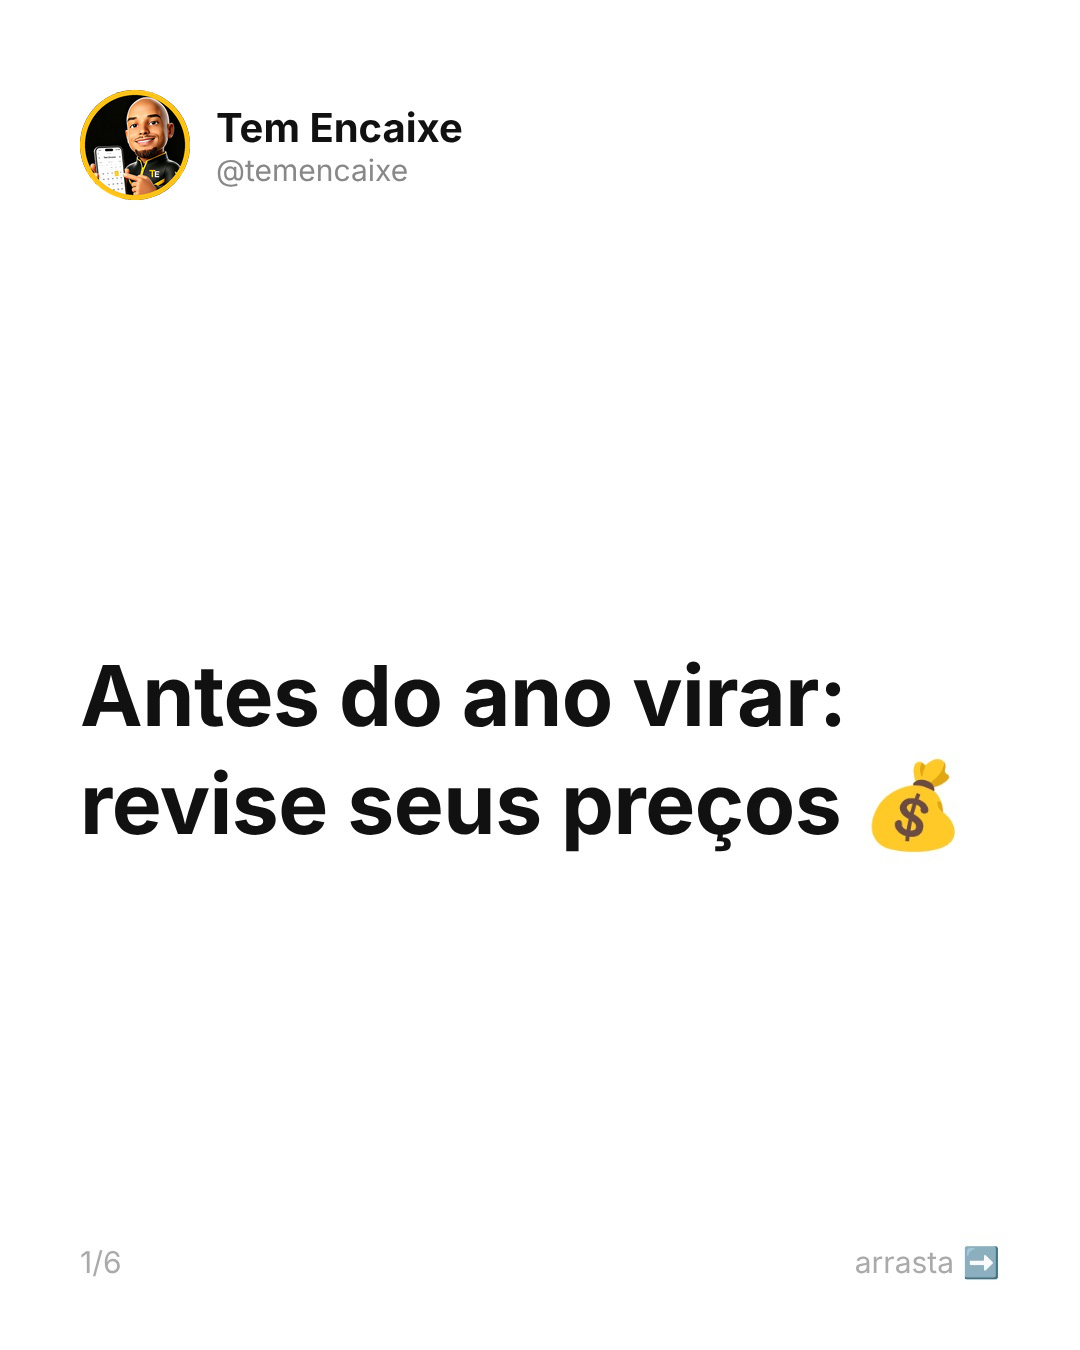 Tem Encaixe
@temencaixe
Antes do ano virar:
revise seus preços 💰
1/6
arrasta ➡️